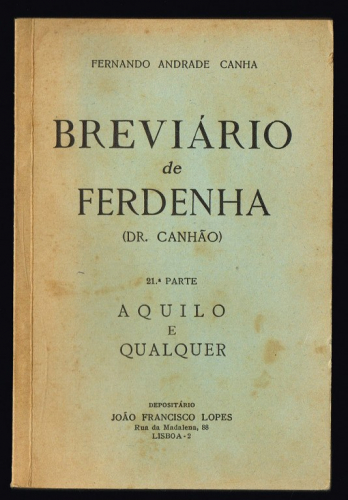 FERNANDO ANDRADE CANHA
BREVIÁRIO
de
FERDENHA
(DR. CANHÃO)
21.ª PARTE
AQUILO
E
QUALQUER
DEPOSITÁRIO
JOÃO FRANCISCO LOPES
Rua da Madalena, 88
LISBOA-2